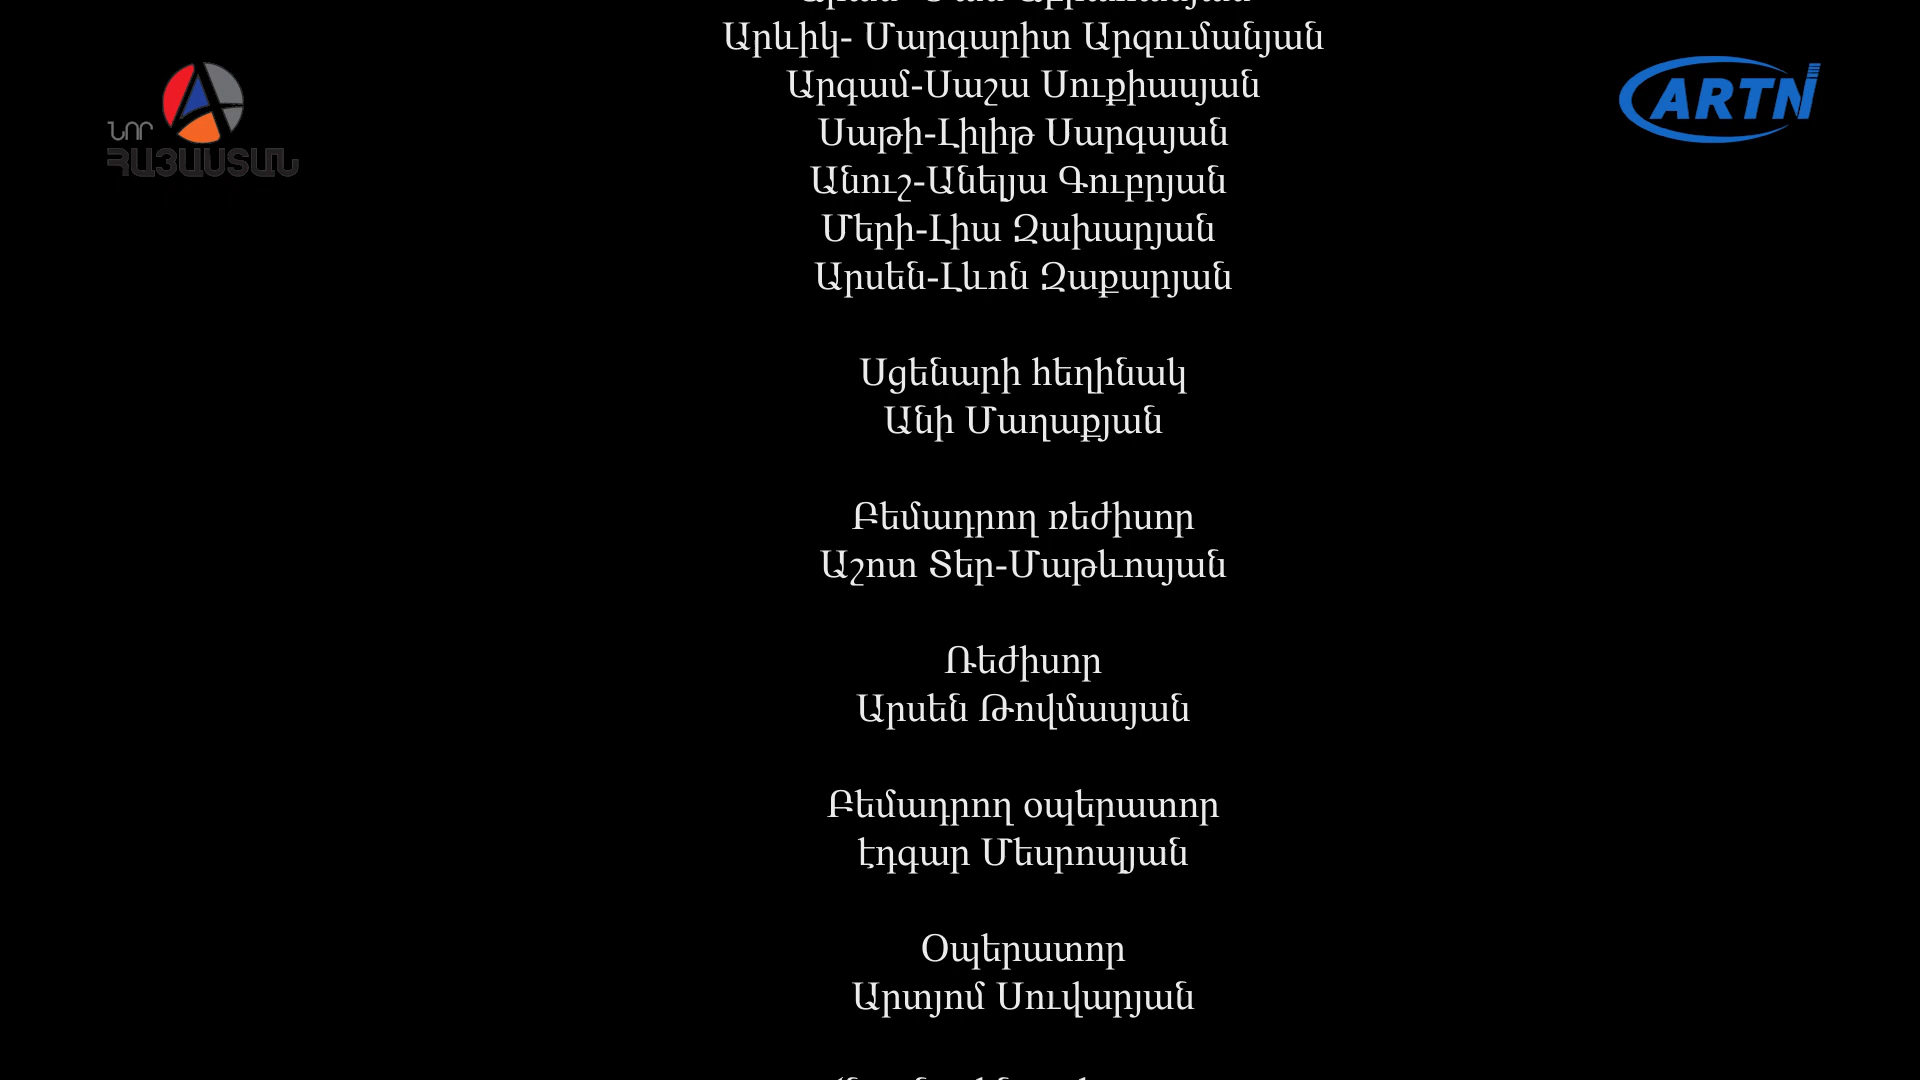 Արևիկ- Մարգարիտ Արզումանյան
Արգամ-Սաշա Սուքիասյան
Սաթի-Լիլիթ Սարգսյան
Անուշ-Անելյա Գուբրյան
Մերի-Լիա Զախարյան
Արսեն-Լևոն Զաքարյան
Սցենարի հեղինակ
Անի Մաղաքյան
Բեմադրող ռեժիսոր
Աշոտ Տեր-Մաթևոսյան
Ռեժիսոր
Արսեն Թովմասյան
Բեմադրող օպերատոր
էդգար Մեսրոպյան
Օպերատոր
Արտյոմ Սուվարյան
ՆՈՐ
ՀԱՅԱՍՏԱՆ
ARTN